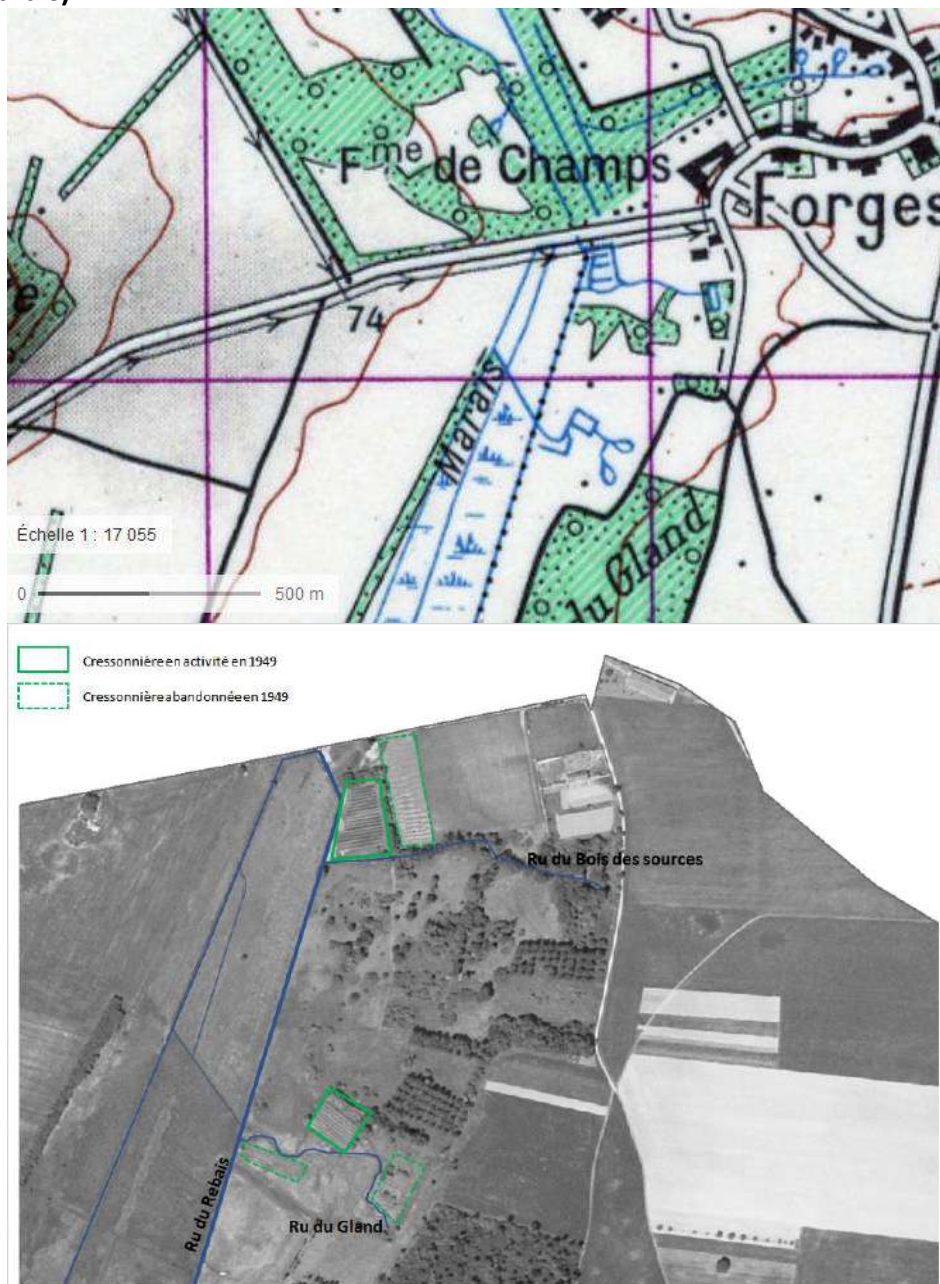 Fme de Champs
Forges
e
74
Marais
du Gland
Échelle 1 : 17 055
0 500 m
Cressonnière en activité en 1949
Cressonnière abandonnée en 1949
Ru du Bois des sources
Ru du Rebais
Ru du Gland